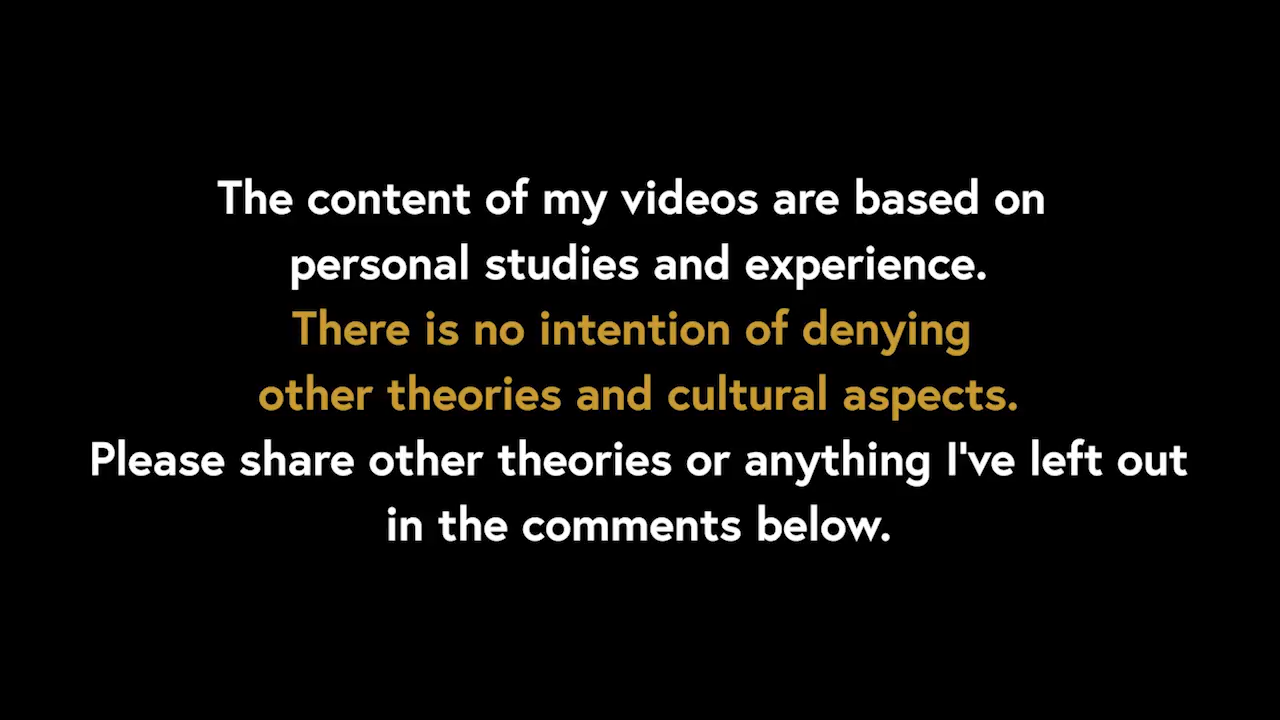 The content of my videos are based on
personal studies and experience.
There is no intention of denying
other theories and cultural aspects.
Please share other theories or anything I've left out
in the comments below.